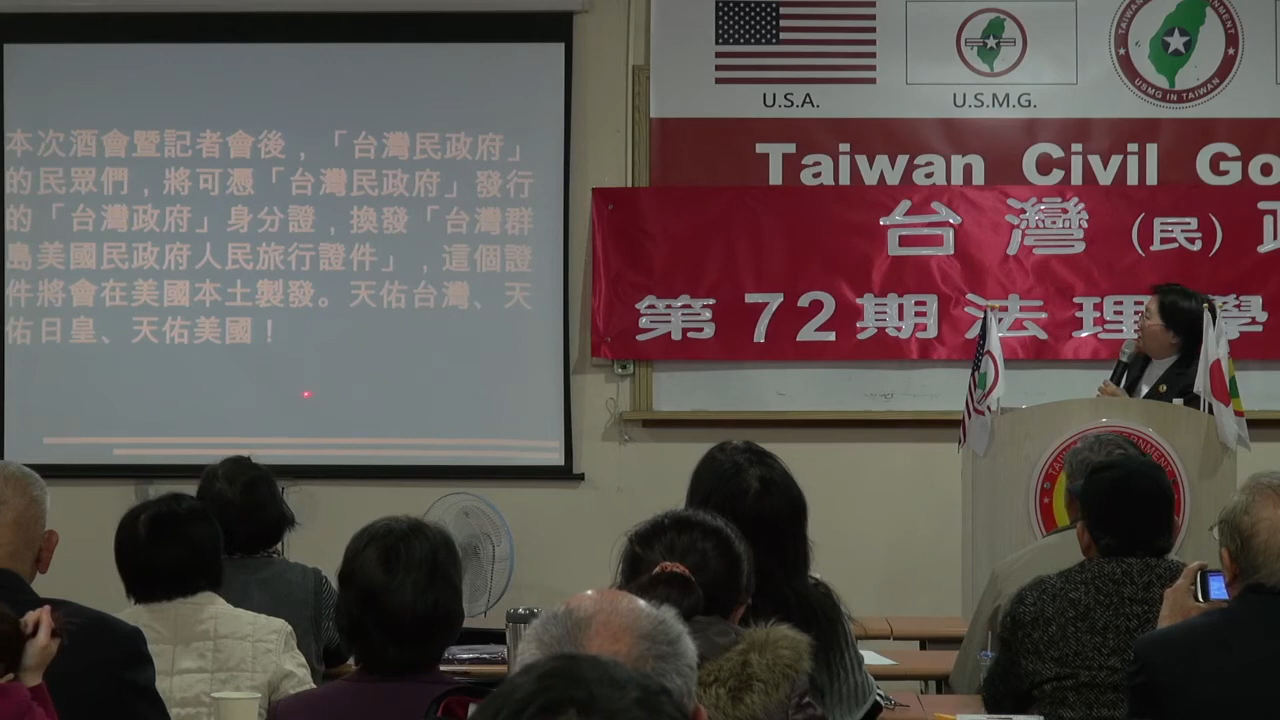 本次酒會暨記者會後，「台灣民政府」
的民眾們，將可憑「台灣民政府」發行
的「台灣政府」身分證，換發「台灣群
島美國民政府人民旅行證件」，這個證
件將會在美國本土製發。天佑台灣、天
佑日皇、天佑美國！
U.S.A.
U.S.M.G.
USMG IN TAIWAN
Taiwan Civil Go
台灣（民）政
第72期法理學